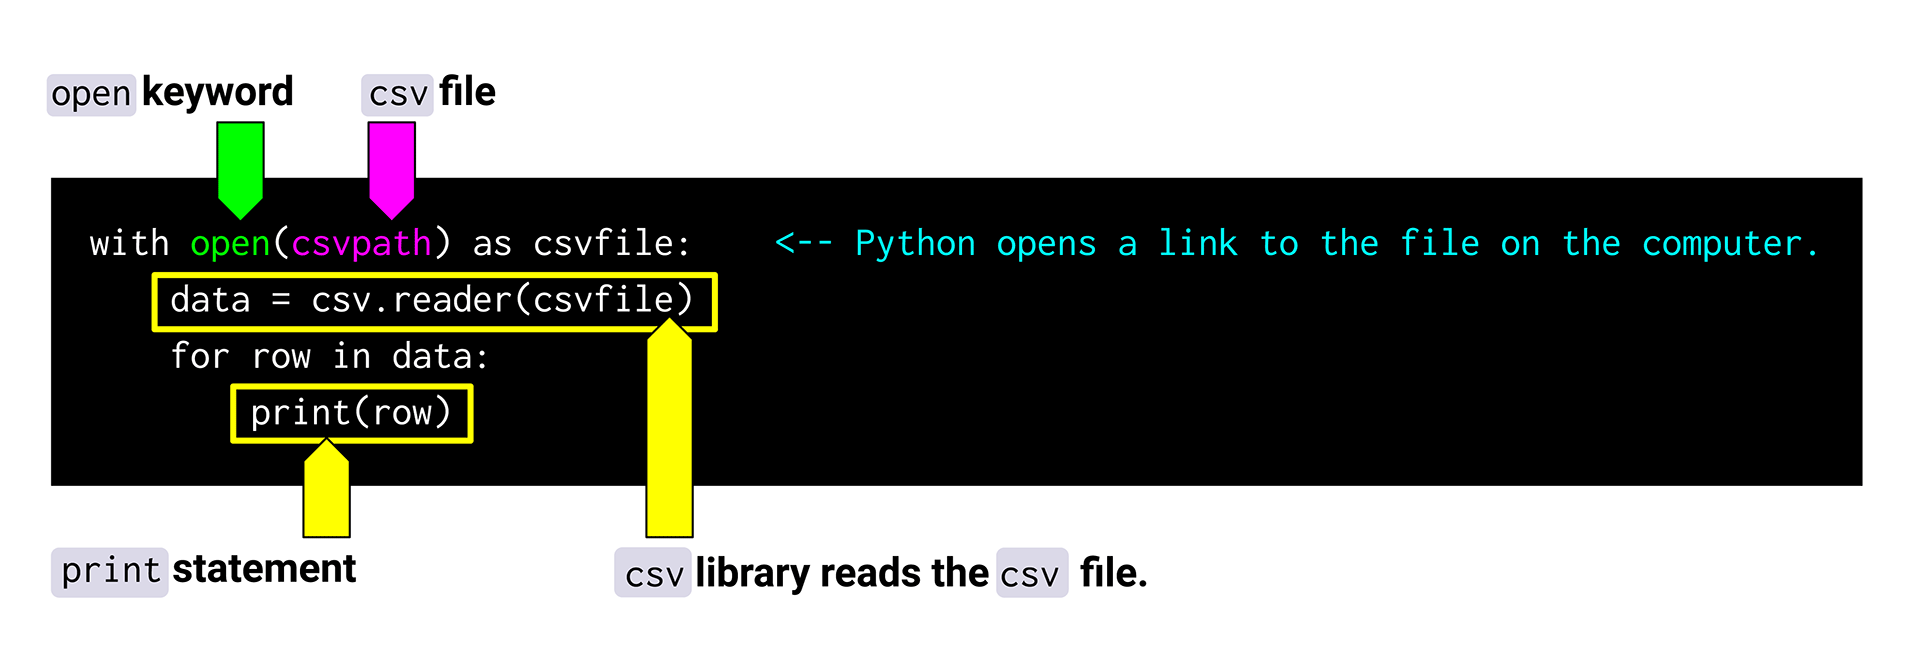 open keyword csv file
with open(csvpath) as csvfile: <-- Python opens a link to the file on the computer.
data = csv.reader(csvfile)
for row in data:
print(row)
print statement csv library reads the csv file.